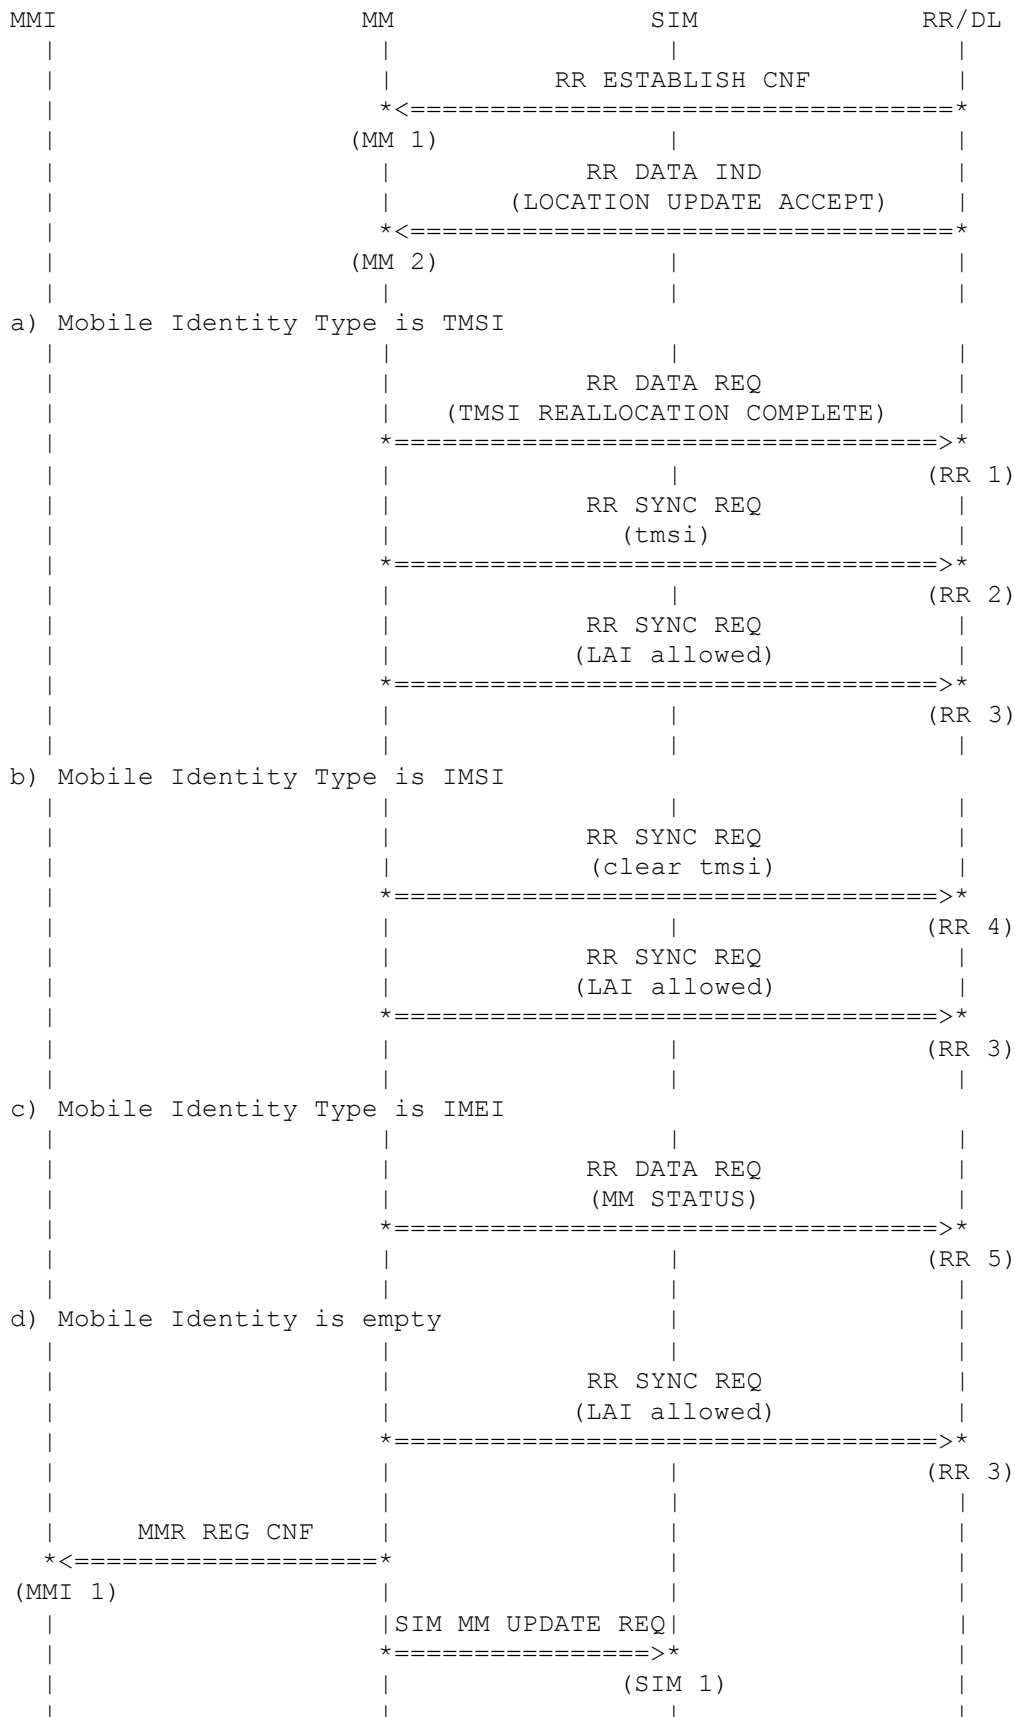 MMI MM SIM RR/DL
| | | |
| | RR ESTABLISH CNF |
| *<===================================*
| (MM 1) | |
| | RR DATA IND |
| | (LOCATION UPDATE ACCEPT) |
| *<===================================*
| (MM 2) | |
| | | |
a) Mobile Identity Type is TMSI
| | | |
| | RR DATA REQ |
| | (TMSI REALLOCATION COMPLETE) |
| *===================================>*
| | | (RR 1)
| | RR SYNC REQ |
| | (tmsi) |
| *===================================>*
| | | (RR 2)
| | RR SYNC REQ |
| | (LAI allowed) |
| *===================================>*
| | | (RR 3)
| | | |
b) Mobile Identity Type is IMSI
| | | |
| | RR SYNC REQ |
| | (clear tmsi) |
| *===================================>*
| | | (RR 4)
| | RR SYNC REQ |
| | (LAI allowed) |
| *===================================>*
| | | (RR 3)
| | | |
c) Mobile Identity Type is IMEI
| | | |
| | RR DATA REQ |
| | (MM STATUS) |
| *===================================>*
| | | (RR 5)
| | | |
d) Mobile Identity is empty | |
| | | |
| | RR SYNC REQ |
| | (LAI allowed) |
| *===================================>*
| | | (RR 3)
| | | |
| MMR REG CNF | | |
*<===================* | |
(MMI 1) | | |
| |SIM MM UPDATE REQ| |
| *================>* |
| | (SIM 1) |
| | | |